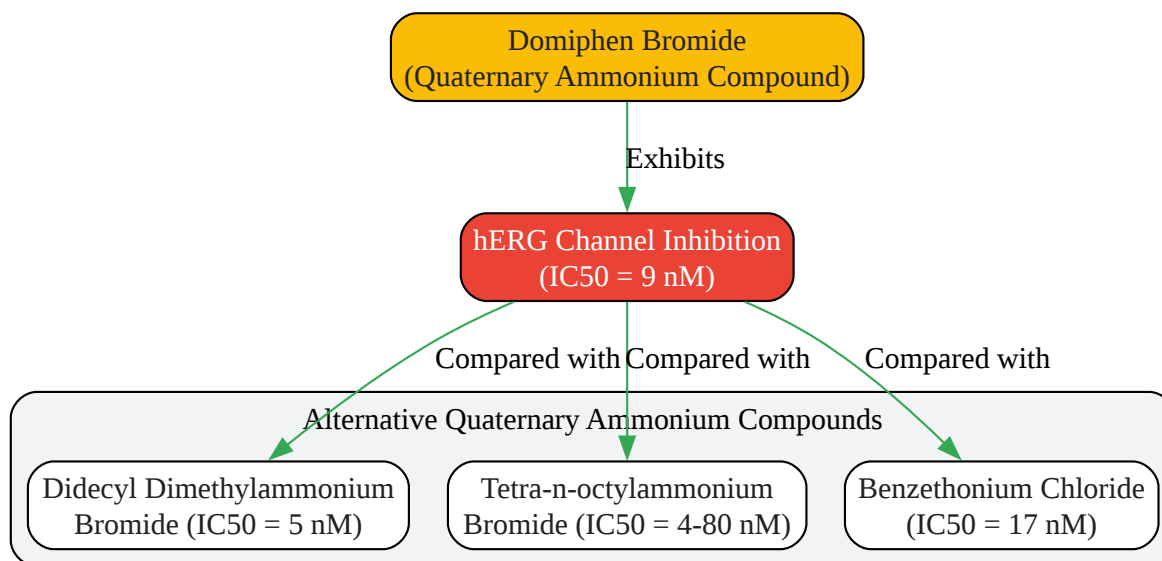 Domiphen Bromide
(Quaternary Ammonium Compound)
Exhibits
hERG Channel Inhibition
(IC50 = 9 nM)
Compared with
Compared with
Compared with
Alternative Quaternary Ammonium Compounds
Didecyl Dimethylammonium
Bromide (IC50 = 5 nM)
Tetra-n-octylammonium
Bromide (IC50 = 4-80 nM)
Benzethonium Chloride
(IC50 = 17 nM)